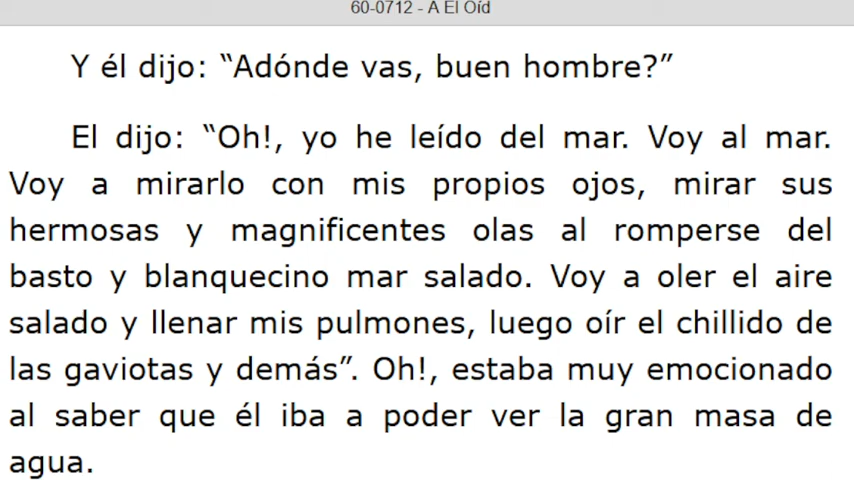 60-0712 - A El Oíd
Y él dijo: “Adónde vas, buen hombre?”
El dijo: “Oh!, yo he leído del mar. Voy al mar.
Voy a mirarlo con mis propios ojos, mirar sus
hermosas y magnificentes olas al romperse del
basto y blanquecino mar salado. Voy a oler el aire
salado y llenar mis pulmones, luego oír el chillido de
las gaviotas y demás”. Oh!, estaba muy emocionado
al saber que él iba a poder ver la gran masa de
agua.